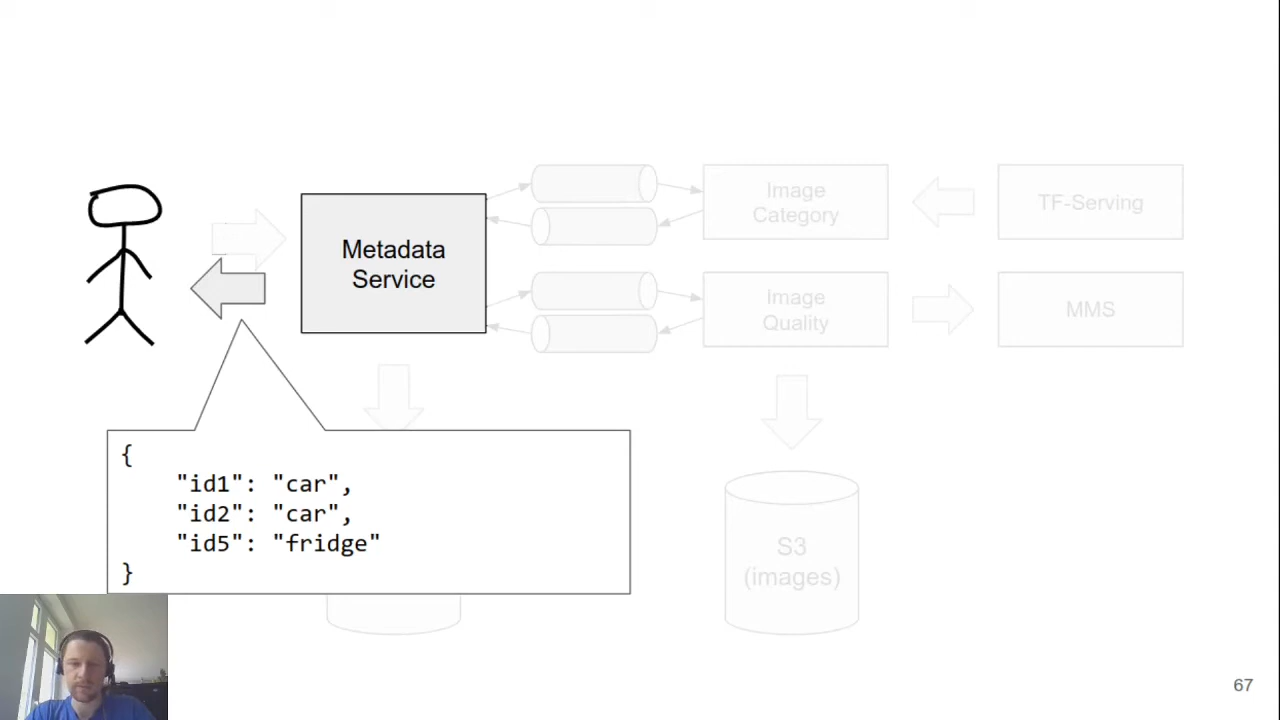 Metadata
Service
Image
Category
TF-Serving
Image
Quality
MMS
{
"id1": "car",
"id2": "car",
"id5": "fridge"
}
S3
(images)
67